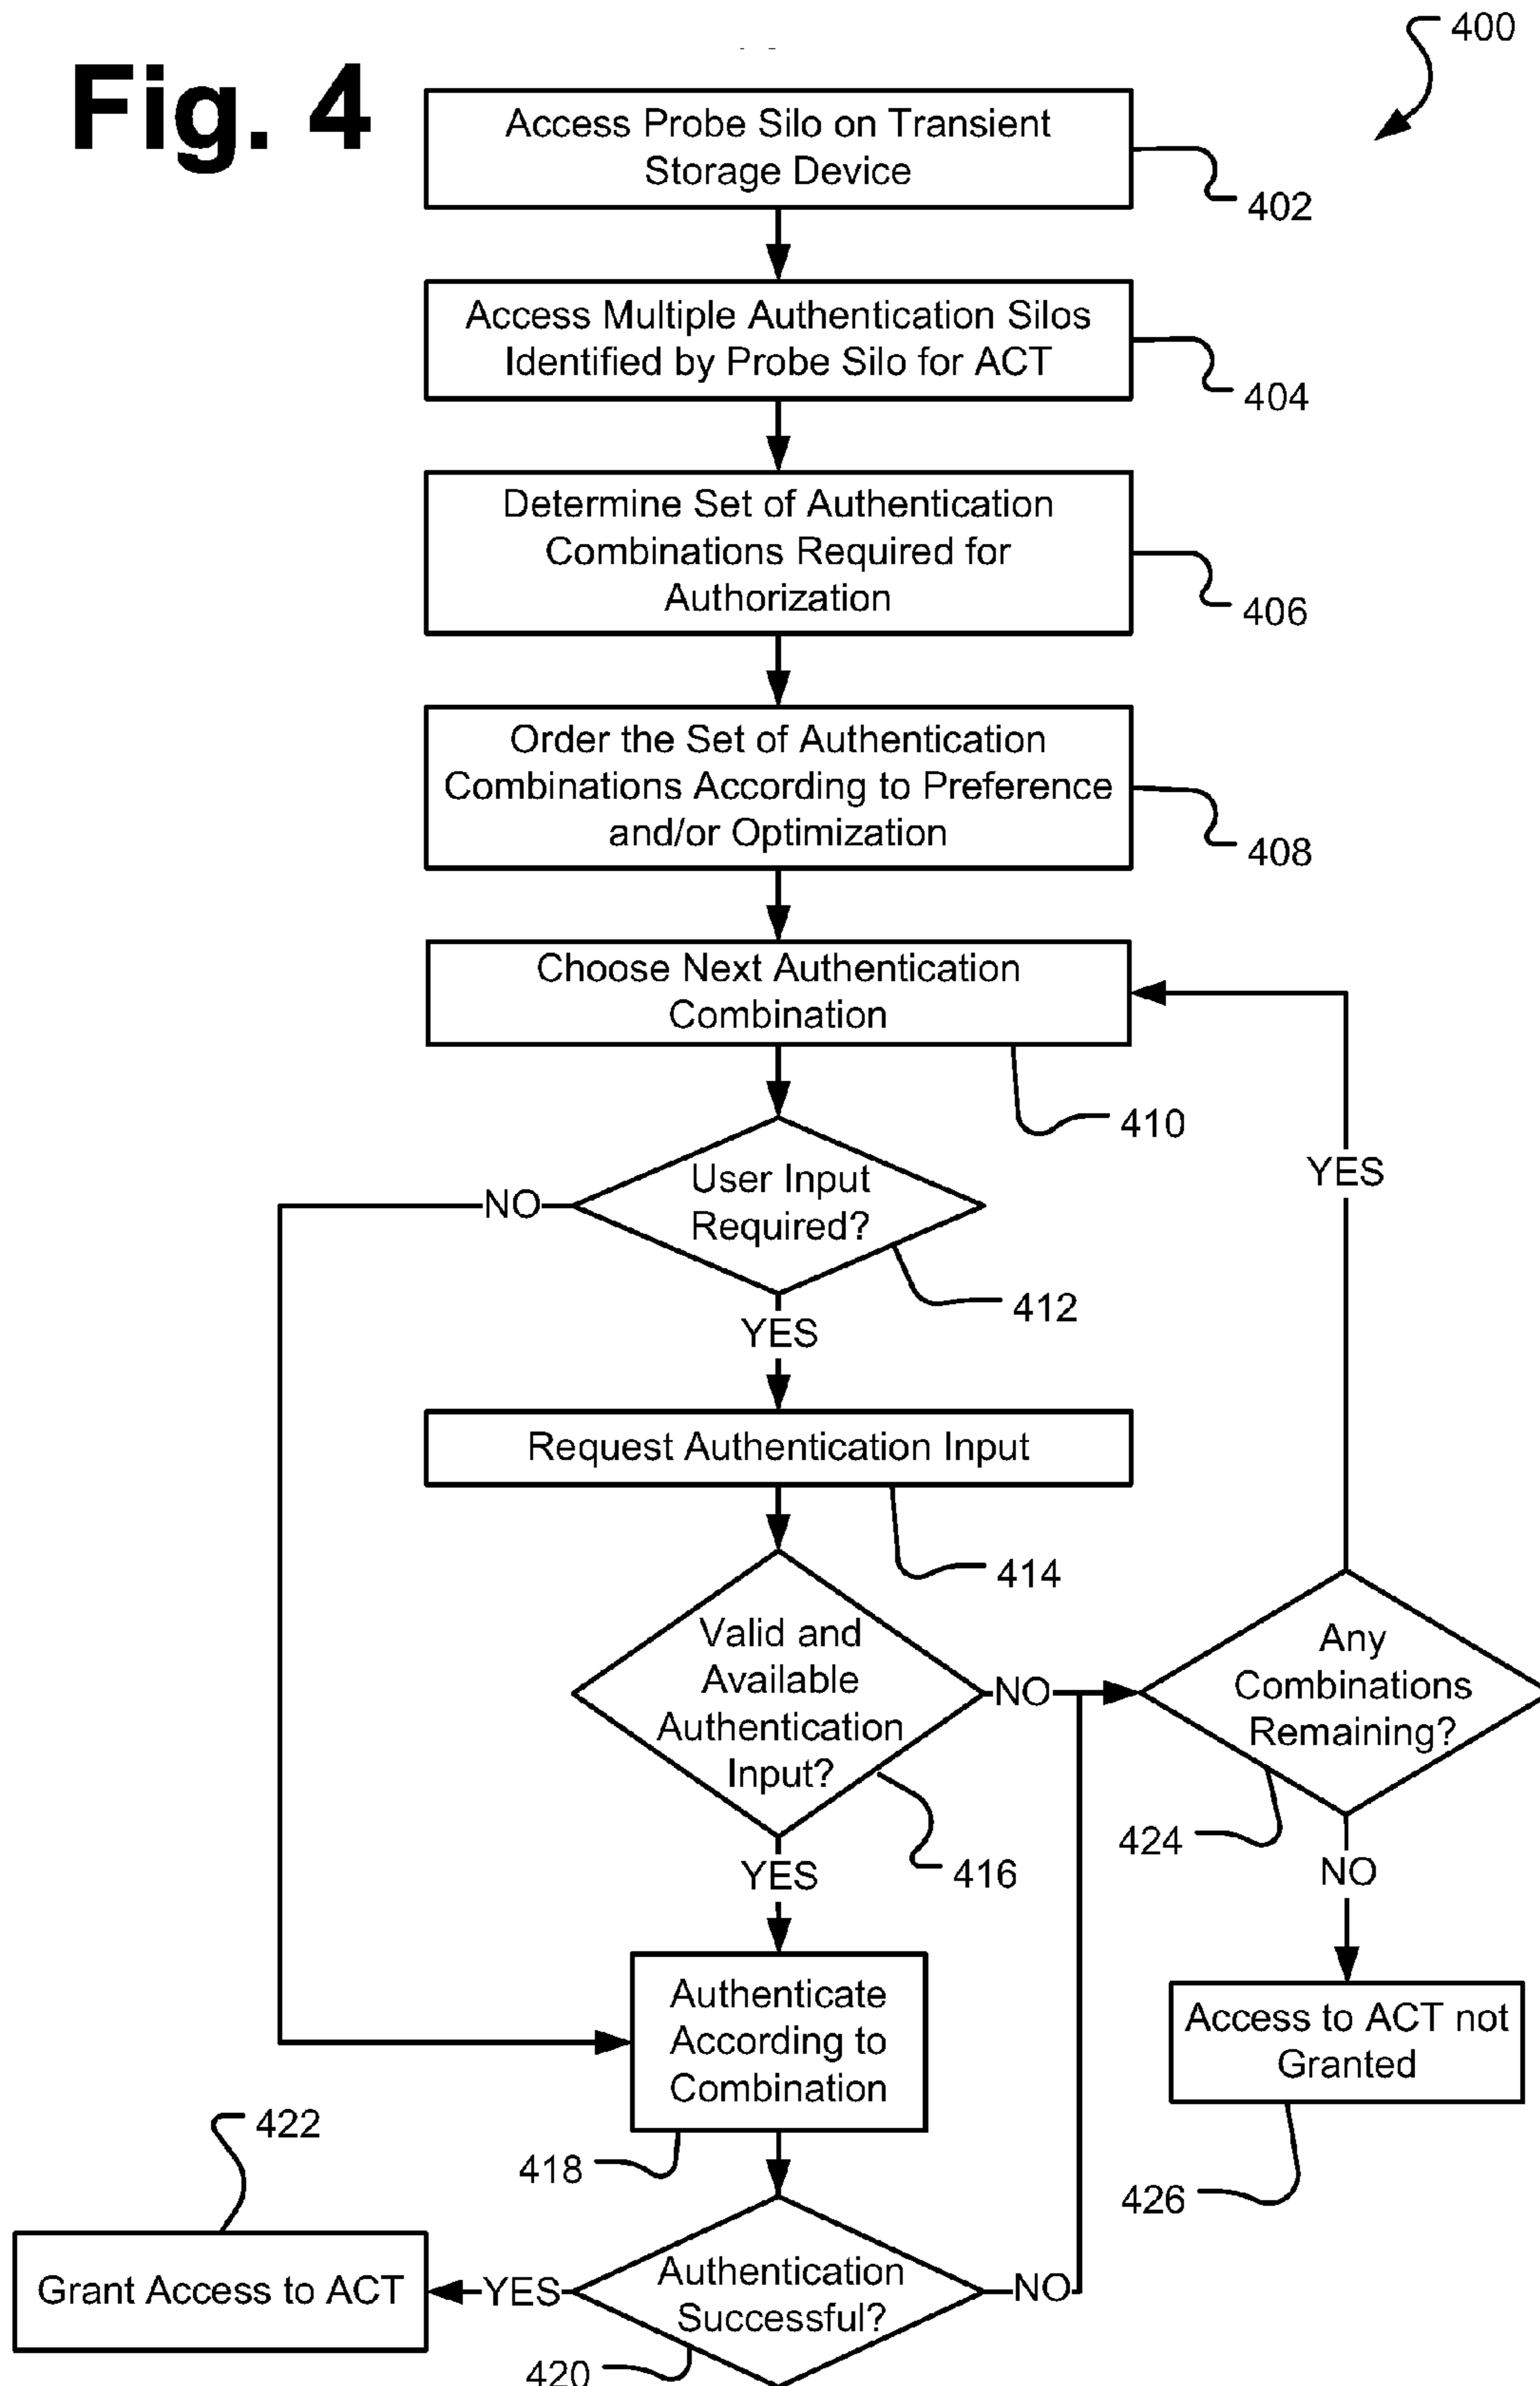 Fig. 4
400
Access Probe Silo on Transient
Storage Device
402
Access Multiple Authentication Silos
Identified by Probe Silo for ACT
404
Determine Set of Authentication
Combinations Required for
Authorization
406
Order the Set of Authentication
Combinations According to Preference
and/or Optimization
408
Choose Next Authentication
Combination
410
YES
User Input
Required?
NO
412
YES
Request Authentication Input
414
Valid and
Available
Authentication
Input?
NO
416
Any
Combinations
Remaining?
424
NO
YES
Authenticate
According to
Combination
418
Access to ACT not
Granted
426
422
Grant Access to ACT
YES
Authentication
Successful?
NO
420